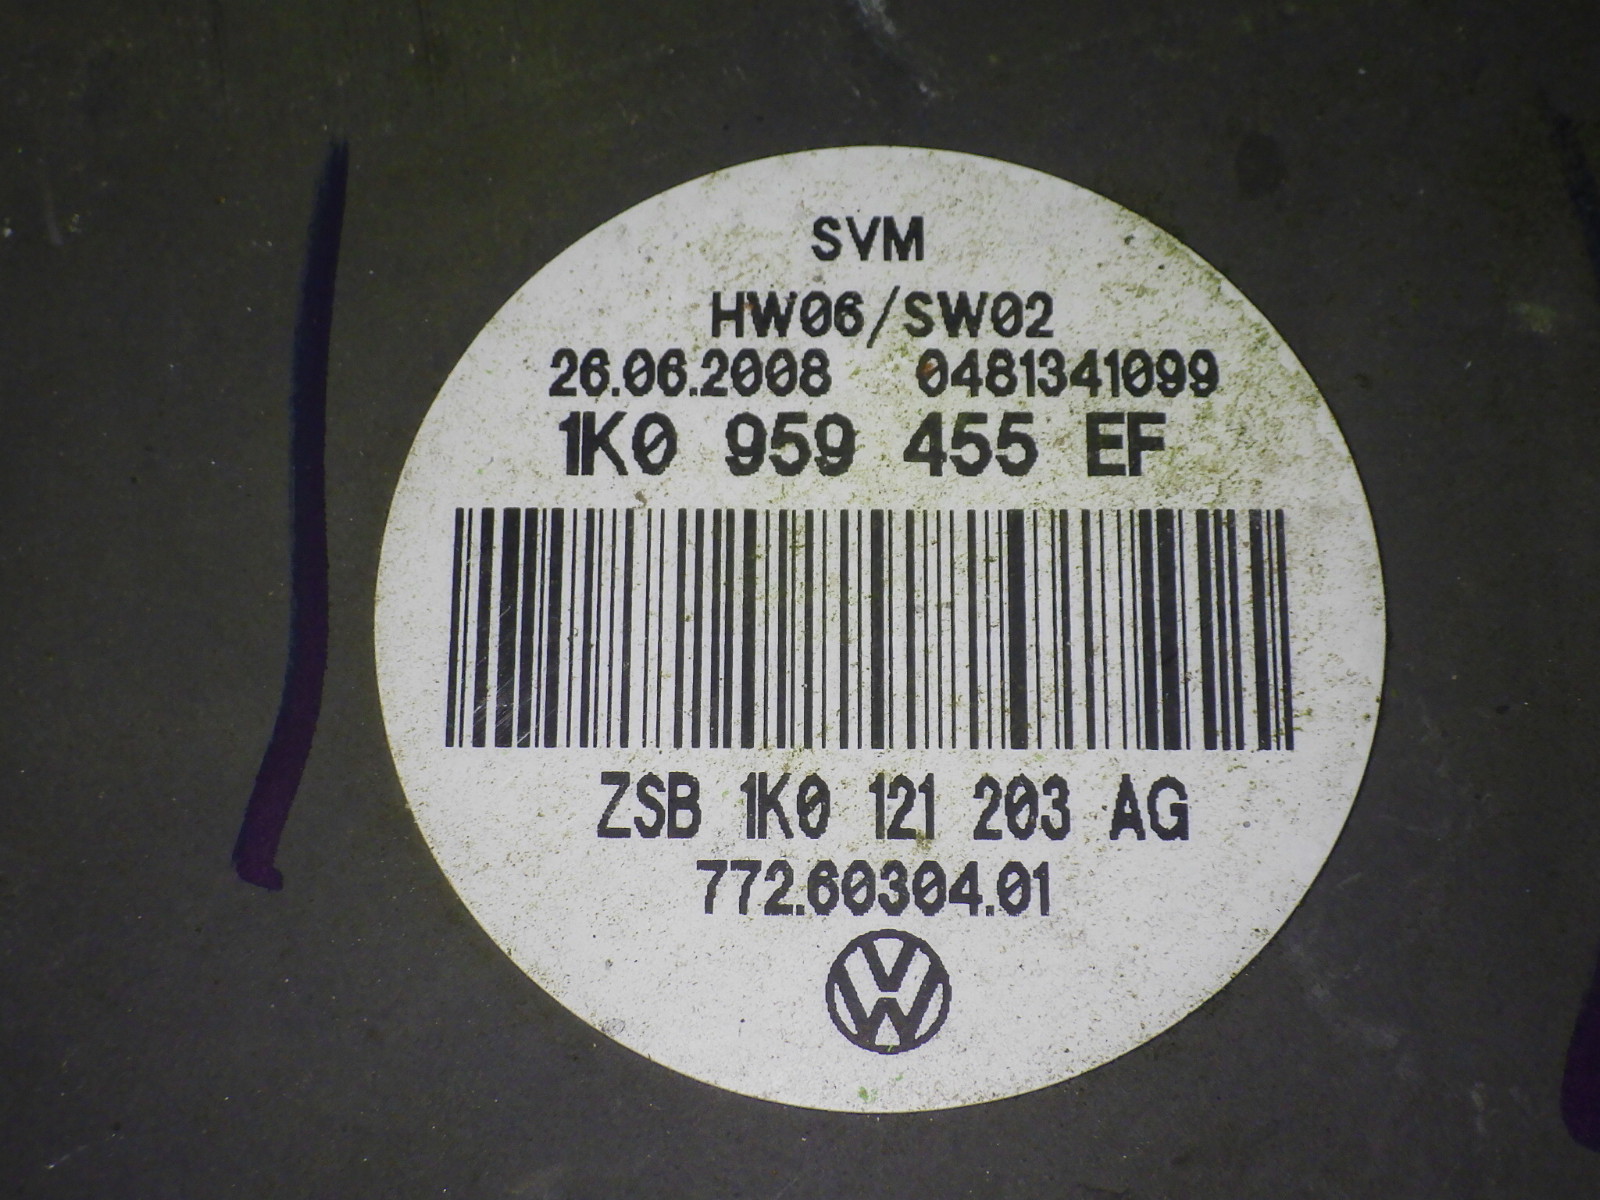 SVM
HW06/SW02
26.06.2008 0481341099
1K0 959 455 EF
ZSB 1K0 121 203 AG
772.60304.01
VW